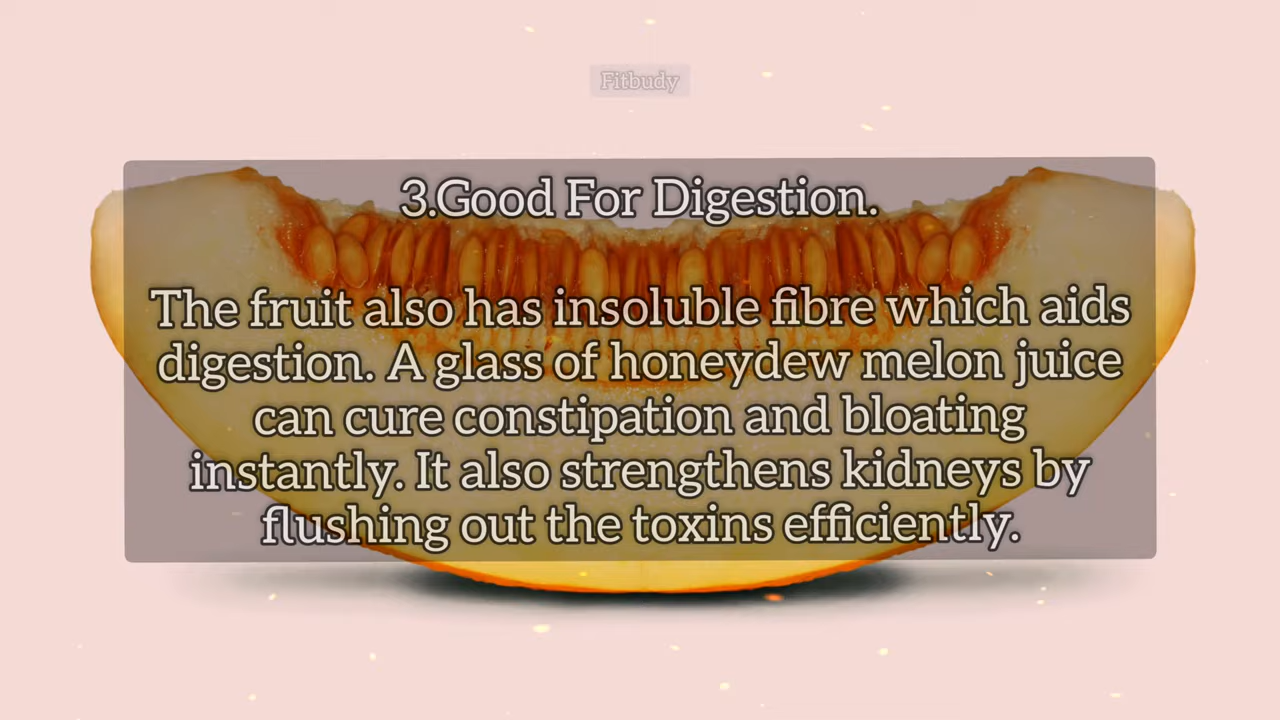 Fitbudy
3.Good For Digestion.
The fruit also has insoluble fibre which aids
digestion. A glass of honeydew melon juice
can cure constipation and bloating
instantly. It also strengthens kidneys by
flushing out the toxins efficiently.